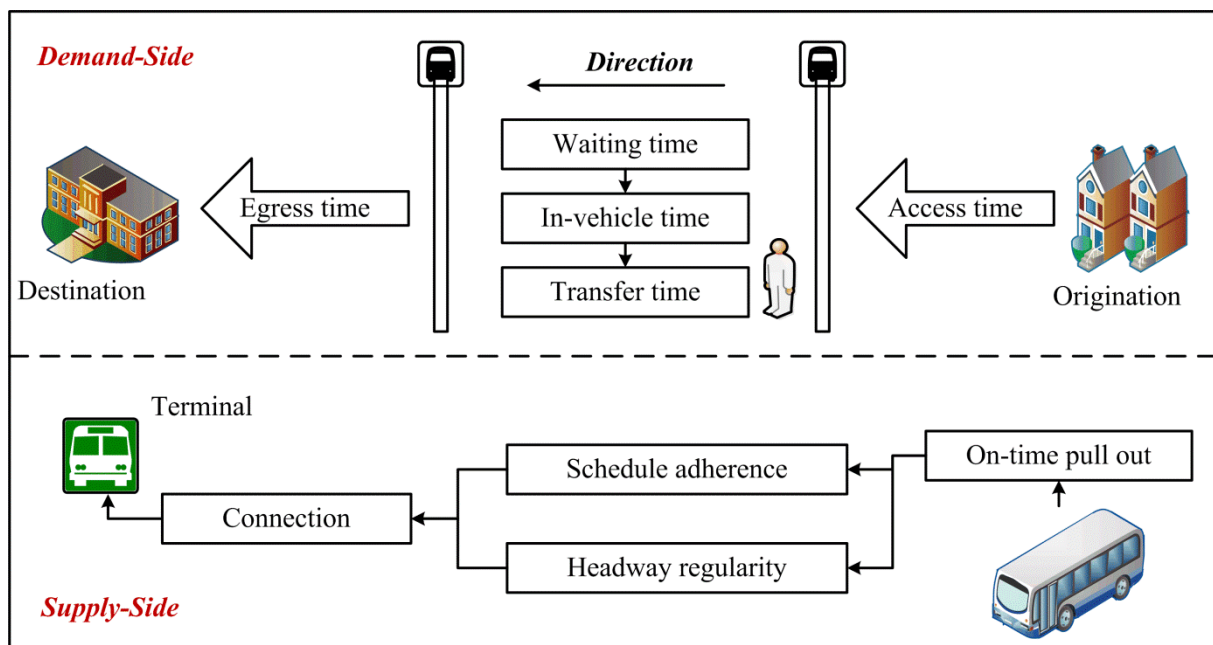 Demand-Side
Direction
Waiting time
Egress time
In-vehicle time
Access time
Transfer time
Destination
Origination
Terminal
Schedule adherence
On-time pull out
Connection
Headway regularity
Supply-Side